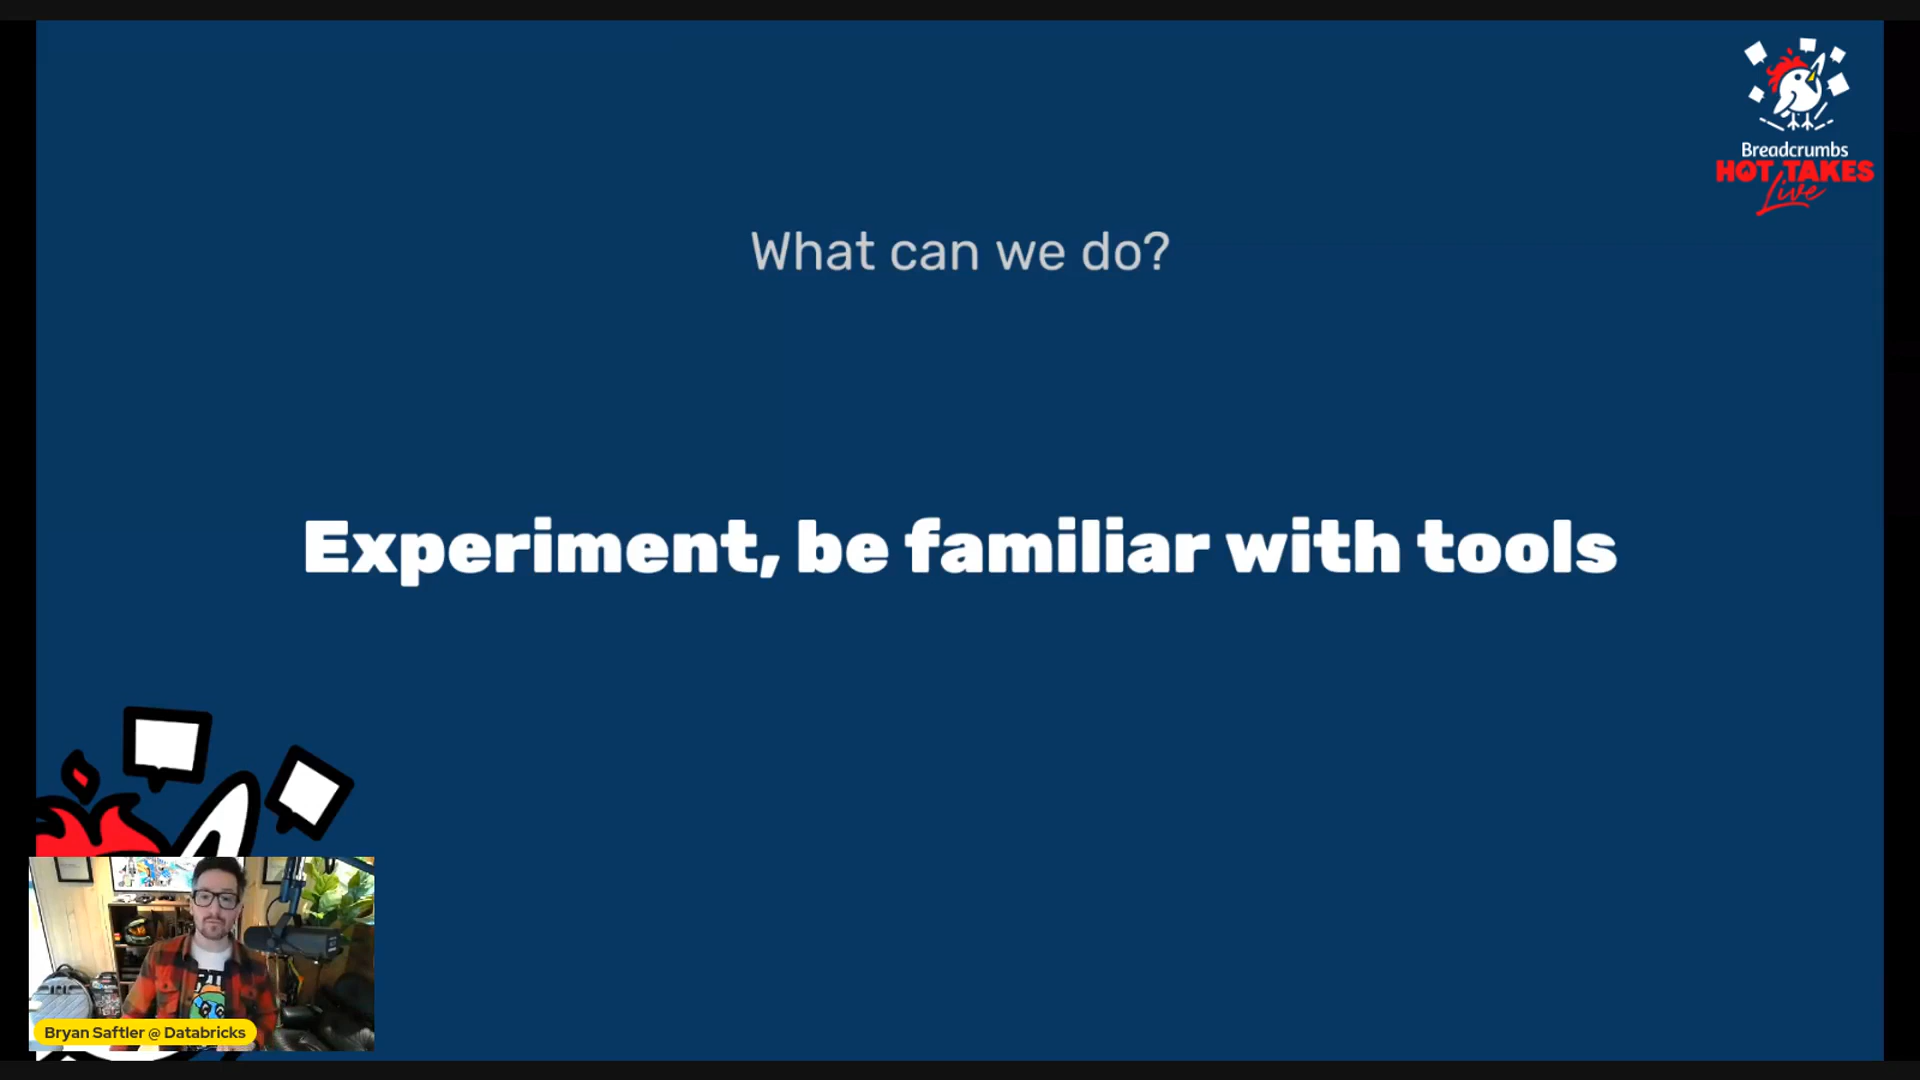 Breadcrumbs
HOT TAKES
Live
What can we do?
Experiment, be familiar with tools
Bryan Saftler @ Databricks